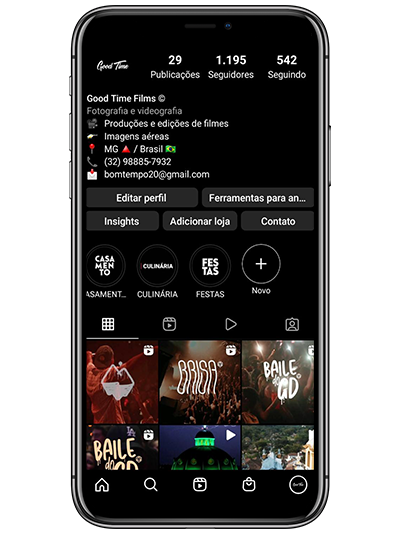 Good Time
29 1.195 542
Publicações Seguidores Seguindo
Good Time Films ©
Fotografia e videografia
Produções e edições de filmes
Imagens aéreas
MG / Brasil
(32) 98885-7932
bomtempo20@gmail.com
Editar perfil Ferramentas para an...
Insights Adicionar loja Contato
CASA
MEN
TO
CULINÁRIA
FES
TAS
ASAMENT... CULINÁRIA FESTAS Novo
BRISA
BAILE
do
GD
BAILE
do
GD